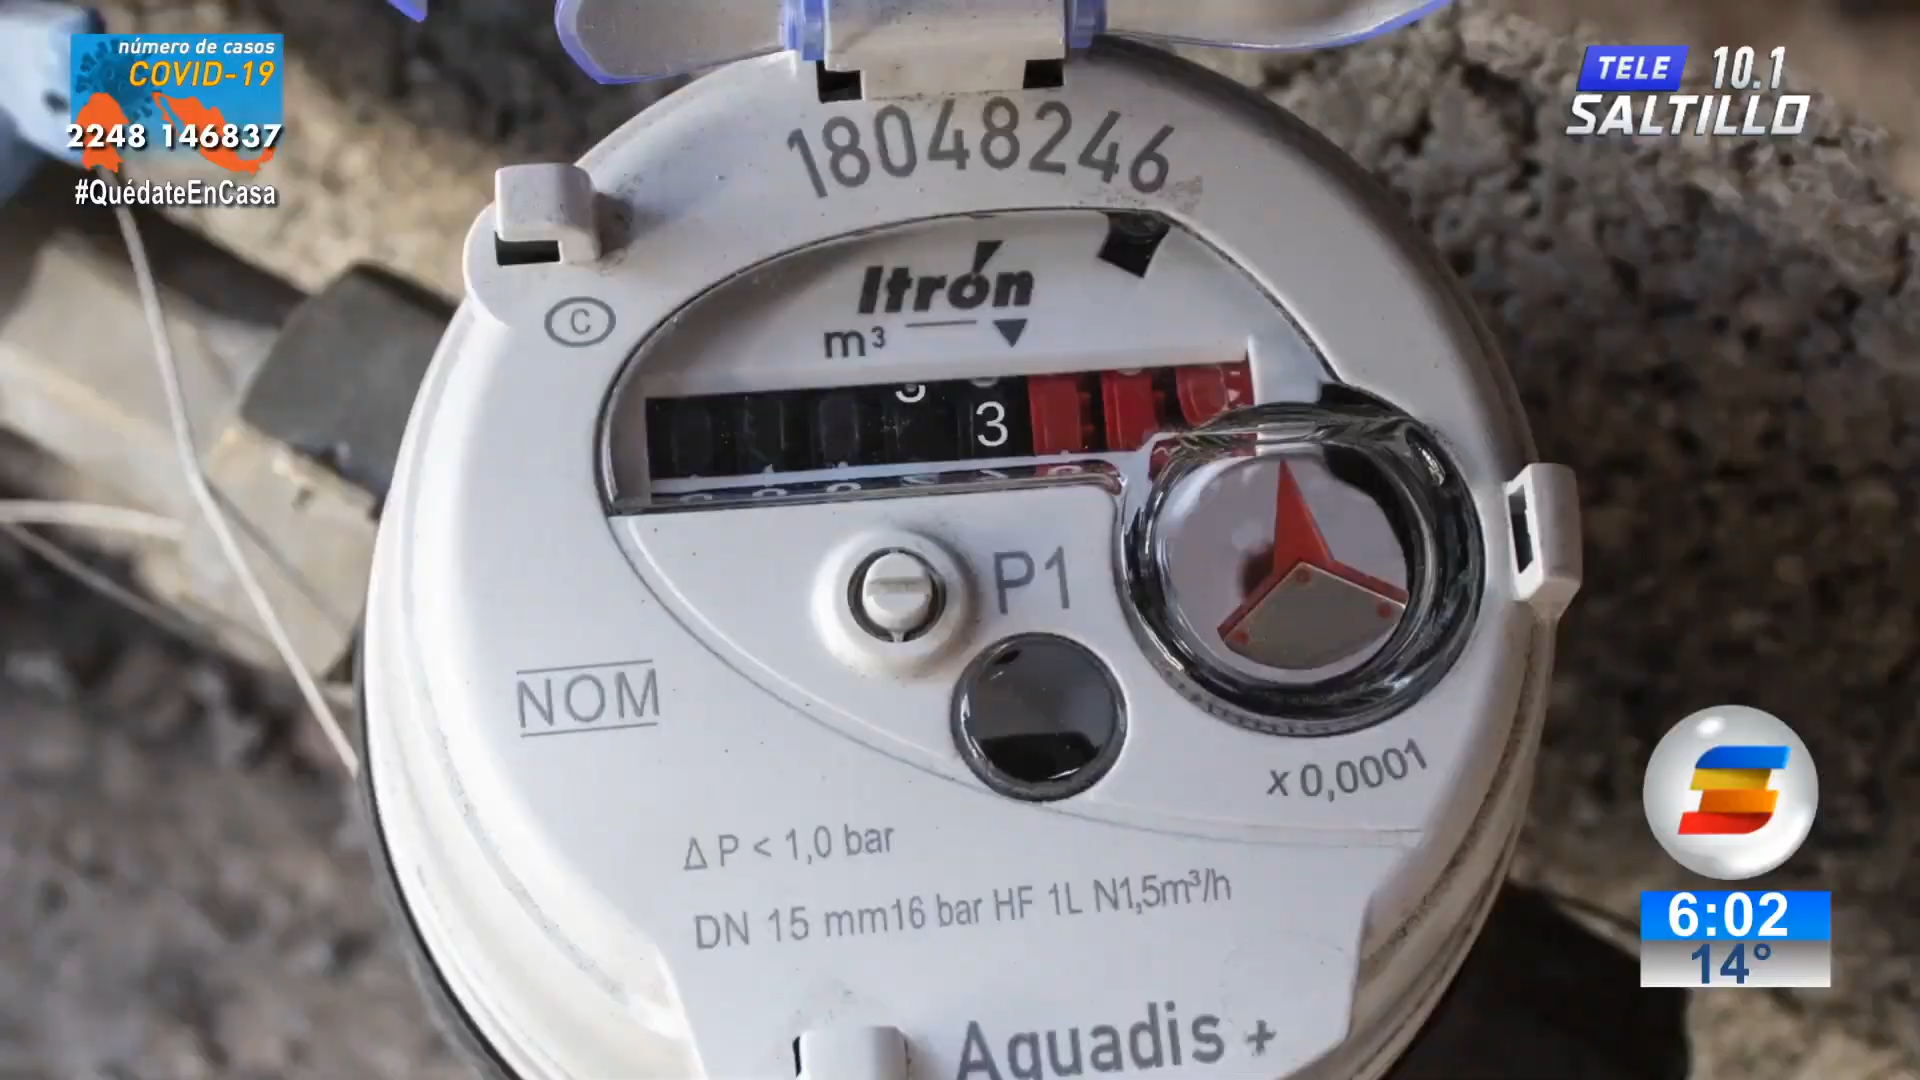 número de casos
COVID-19
2248 146837
#QuédateEnCasa
TELE 10.1
SALTILLO
18048246
Itrón
m³
C
3
P1
NOM
x 0,0001
Δ P < 1,0 bar
DN 15 mm16 bar HF 1L N1,5m³/h
Aquadis +
S
6:02
14°